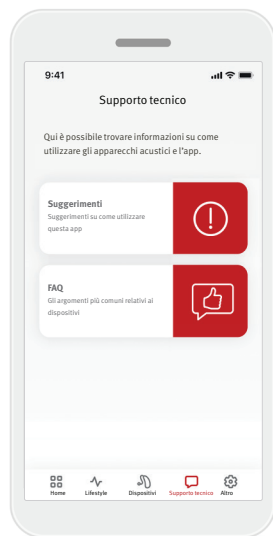 9:41
Supporto tecnico
Qui è possibile trovare informazioni su come
utilizzare gli apparecchi acustici e l'app.
Suggerimenti
Suggerimenti su come utilizzare
questa app
FAQ
Gli argomenti più comuni relativi ai
dispositivi
Home Lifestyle Dispositivi Supporto tecnico Altro